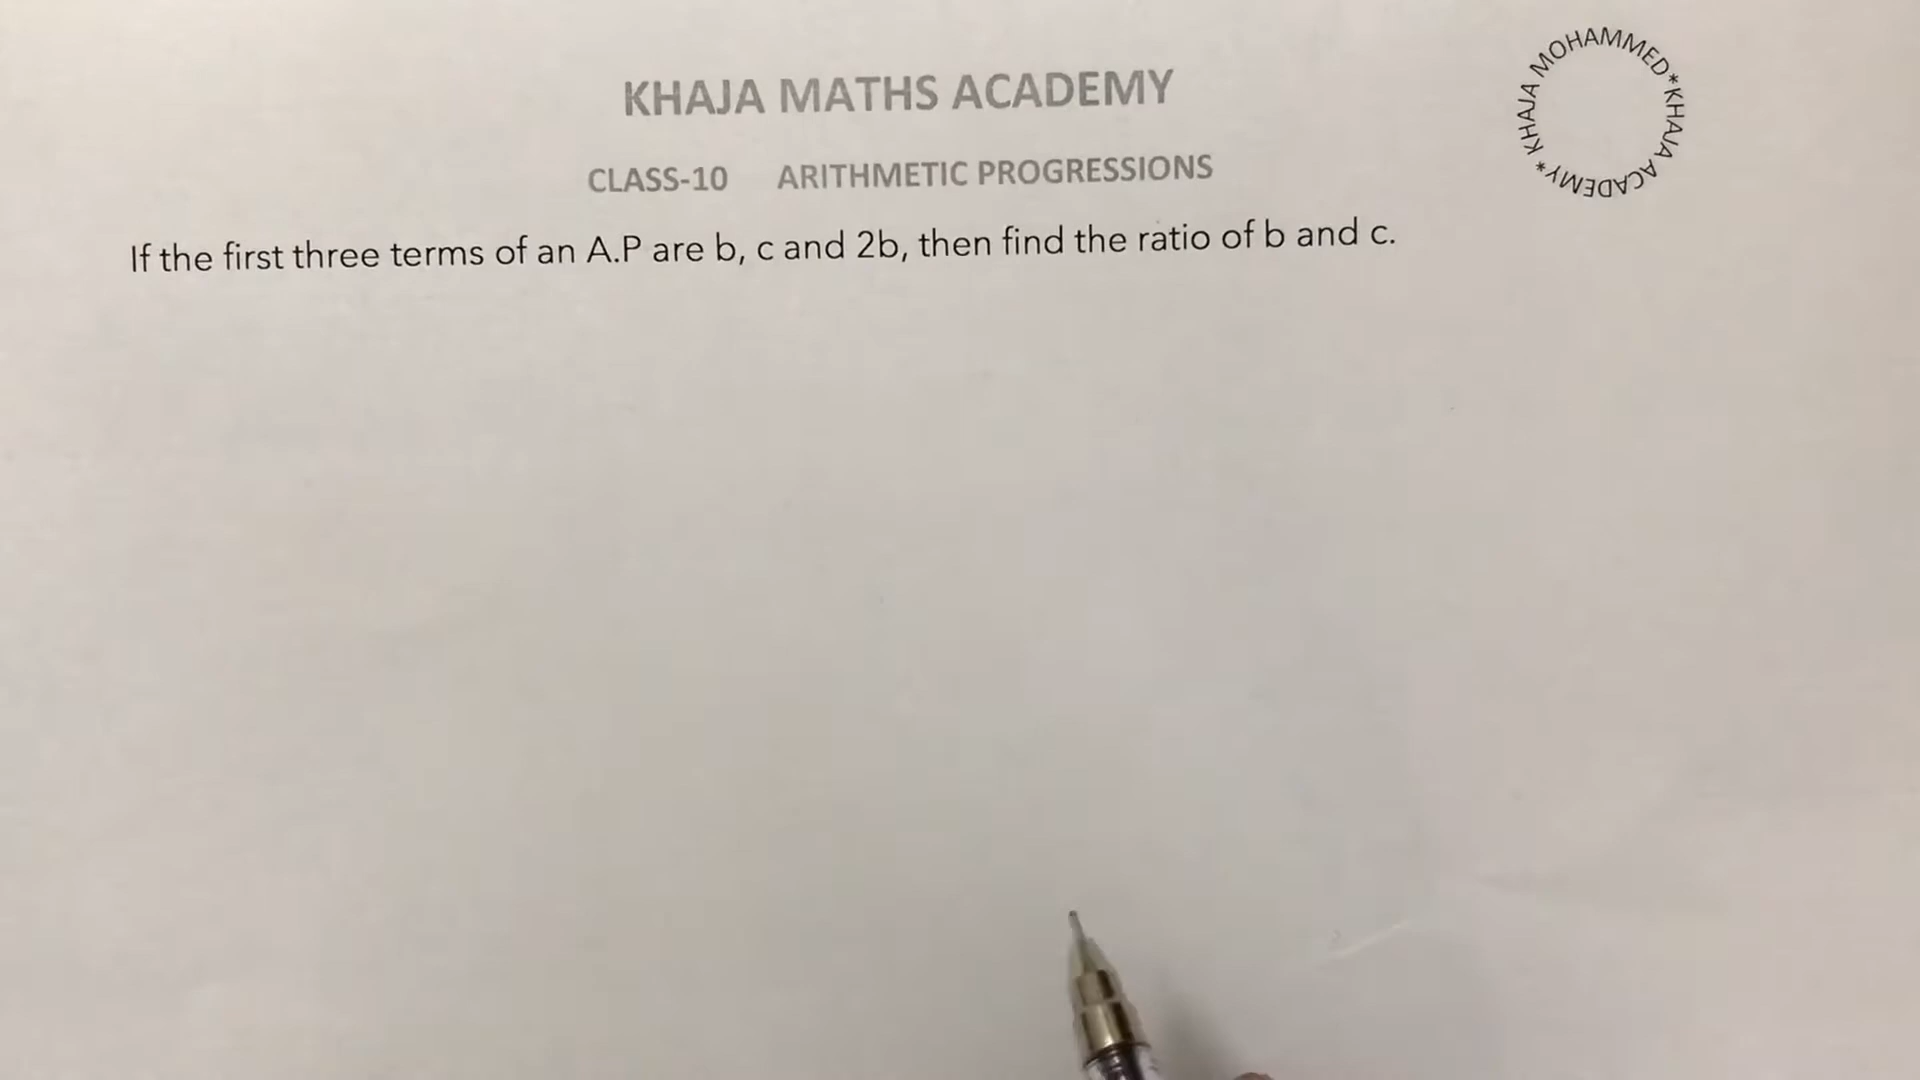 KHAJA MATHS ACADEMY
KHAJA MOHAMMED*KHAJA ACADEMY*
CLASS-10 ARITHMETIC PROGRESSIONS
If the first three terms of an A.P are b, c and 2b, then find the ratio of b and c.